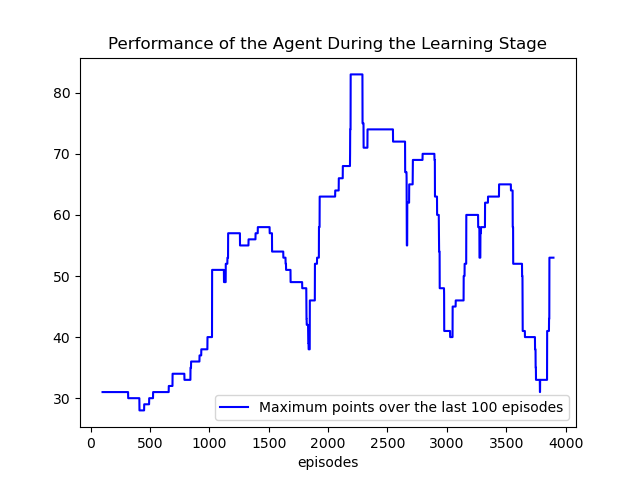 Performance of the Agent During the Learning Stage
80
70
60
50
40
30
Maximum points over the last 100 episodes
0 500 1000 1500 2000 2500 3000 3500 4000
episodes